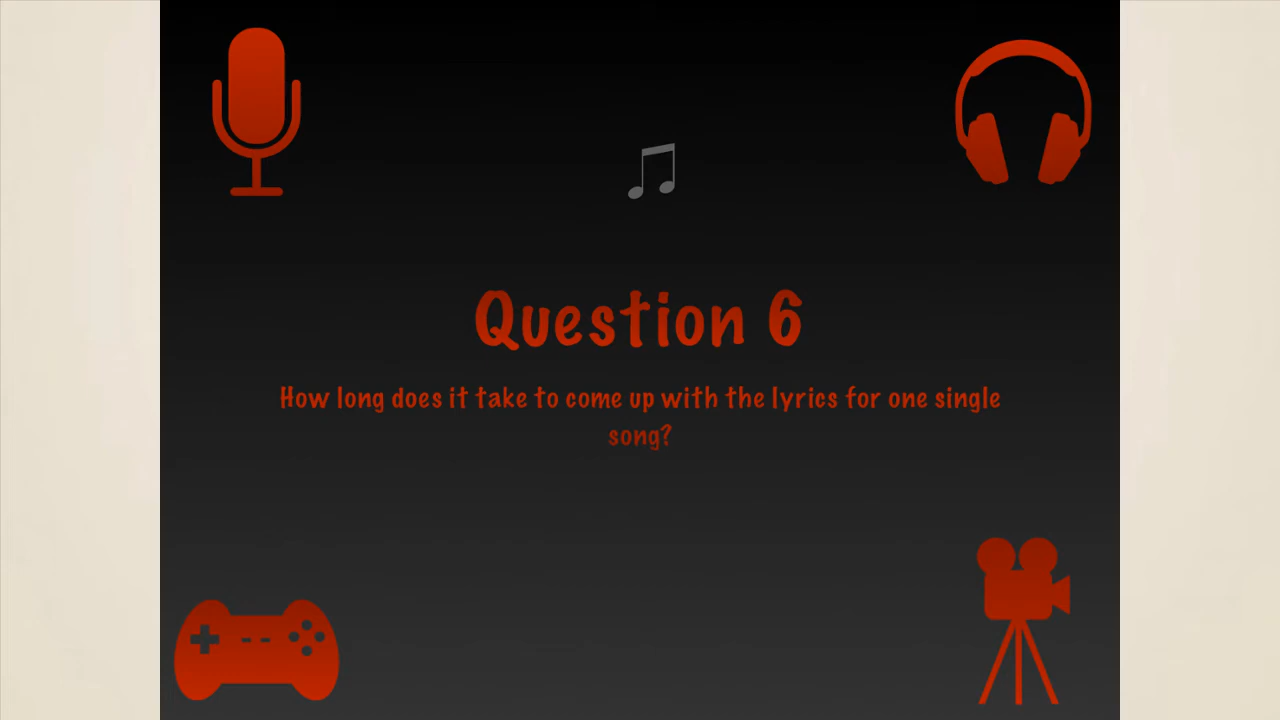 Question 6
How long does it take to come up with the lyrics for one single
song?